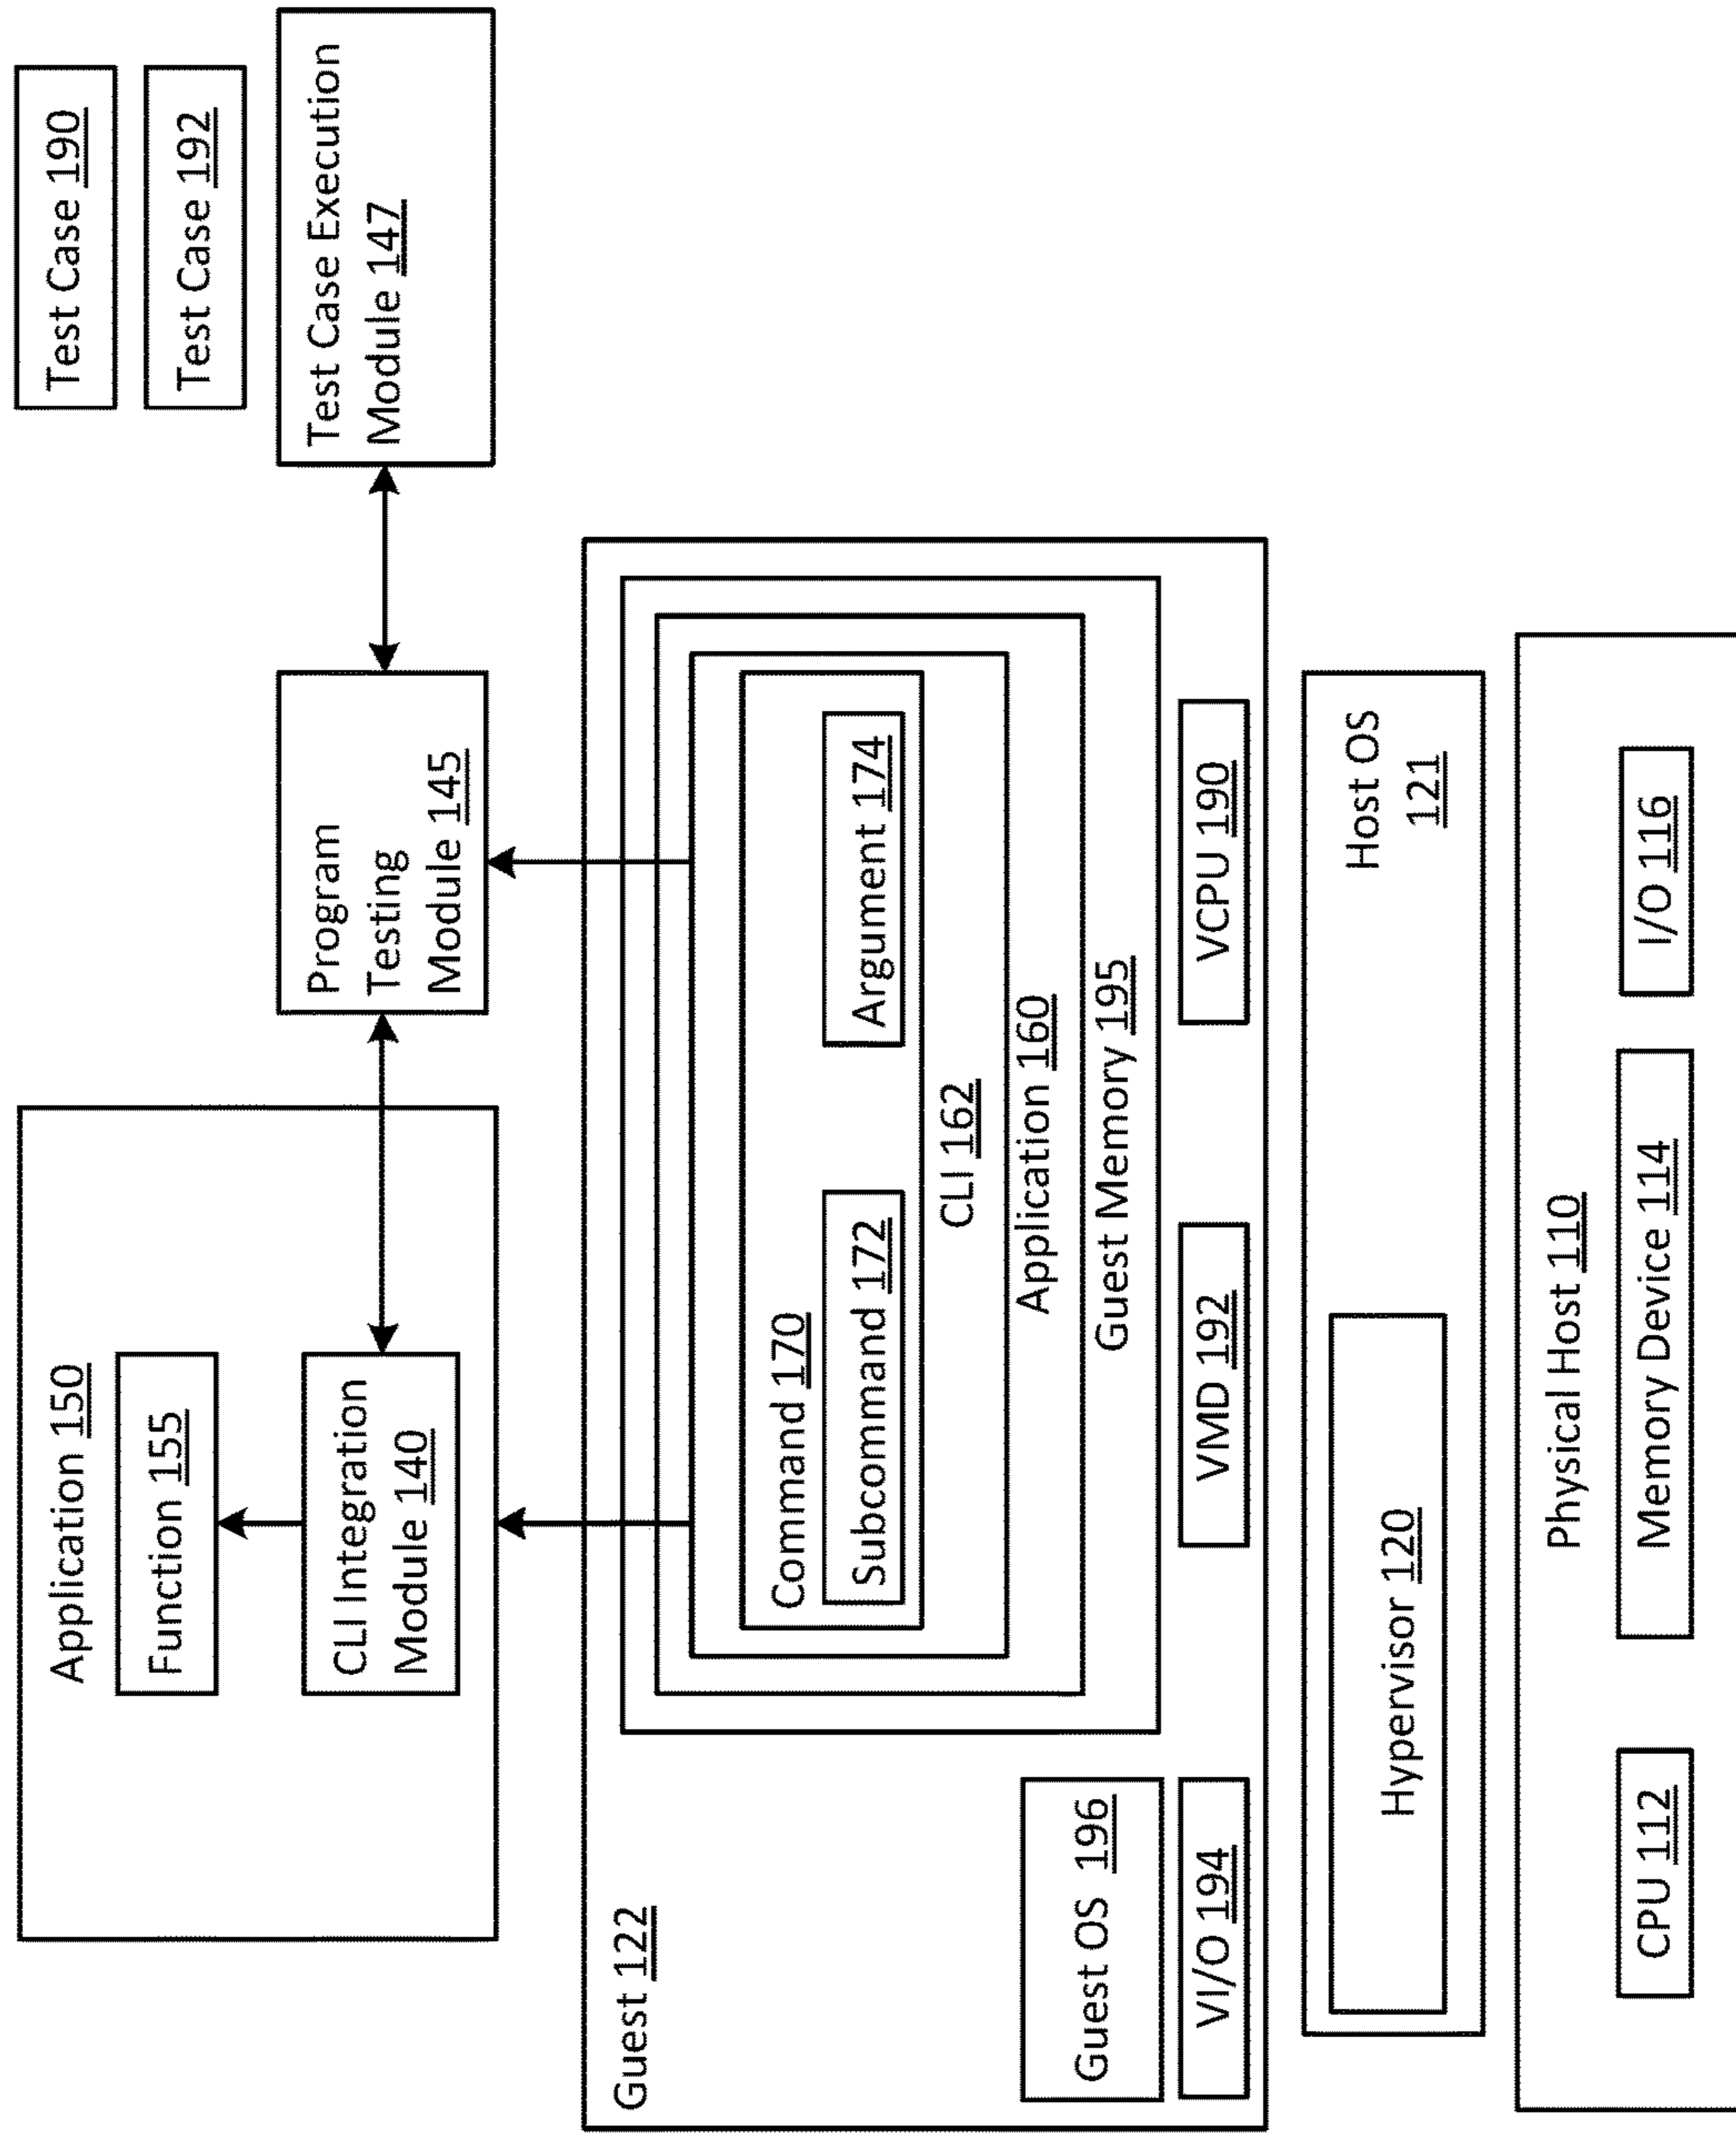 Application 150
Function 155
CLI Integration
Module 140
Program
Testing
Module 145
Test Case 190
Test Case 192
Test Case Execution
Module 147
Guest 122
Command 170
Subcommand 172
Argument 174
CLI 162
Application 160
Guest Memory 195
Guest OS 196
VI/O 194
VMD 192
VCPU 190
Hypervisor 120
Host OS
121
Physical Host 110
CPU 112
Memory Device 114
I/O 116